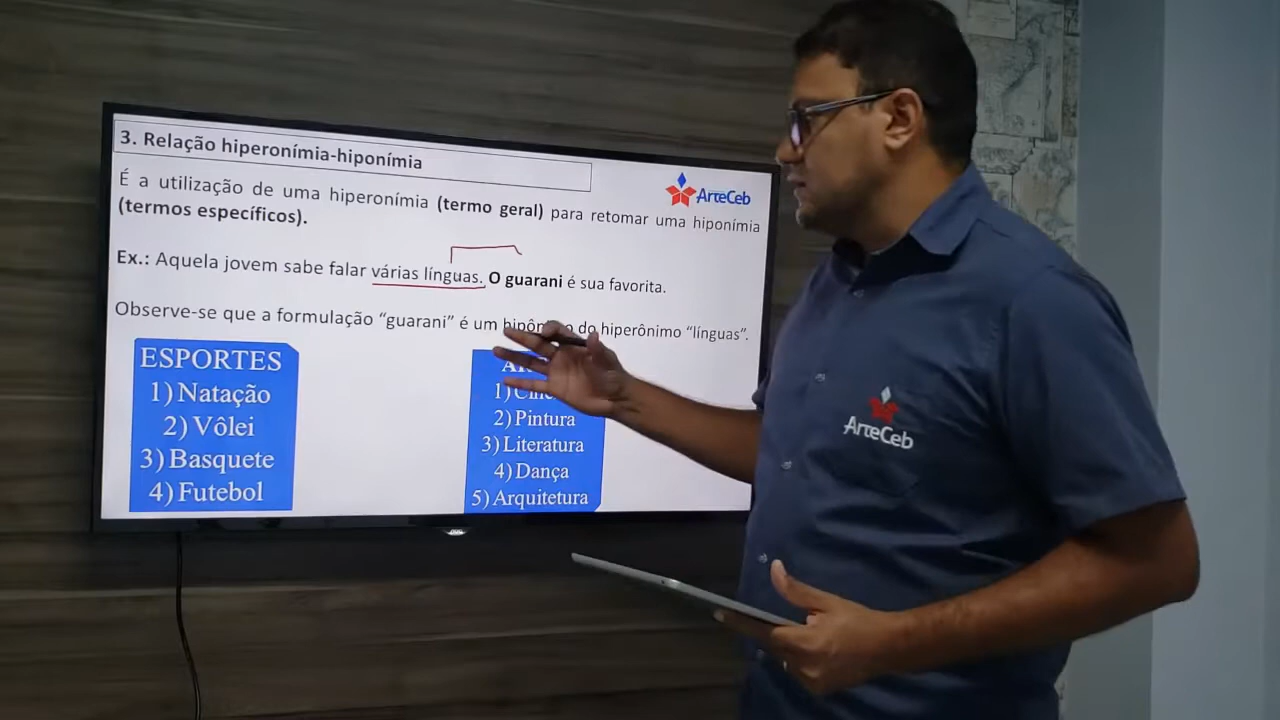 3. Relação hiperonímia-hiponímia
ArteCeb
É a utilização de uma hiperonímia (termo geral) para retomar uma hiponímia
(termos específicos).
Ex.: Aquela jovem sabe falar várias línguas. O guarani é sua favorita.
Observe-se que a formulação “guarani” é um do hiperônimo “línguas”.
ESPORTES
1) Natação
2) Vôlei
3) Basquete
4) Futebol
1)
2) Pintura
3) Literatura
4) Dança
5) Arquitetura
ArteCeb